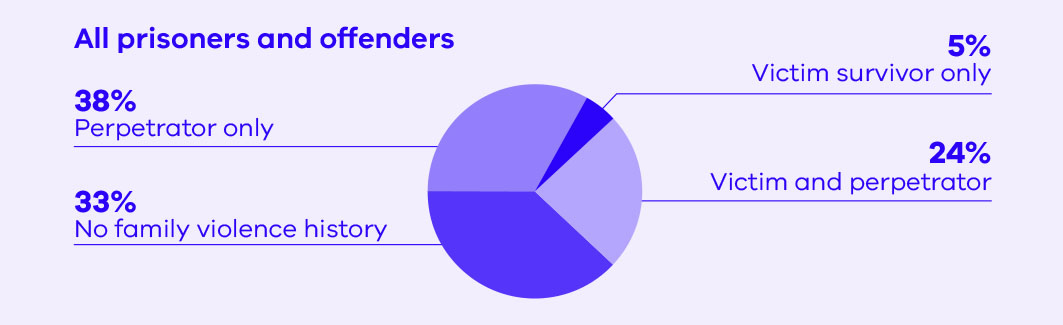 All prisoners and offenders
38%
Perpetrator only
33%
No family violence history
5%
Victim survivor only
24%
Victim and perpetrator